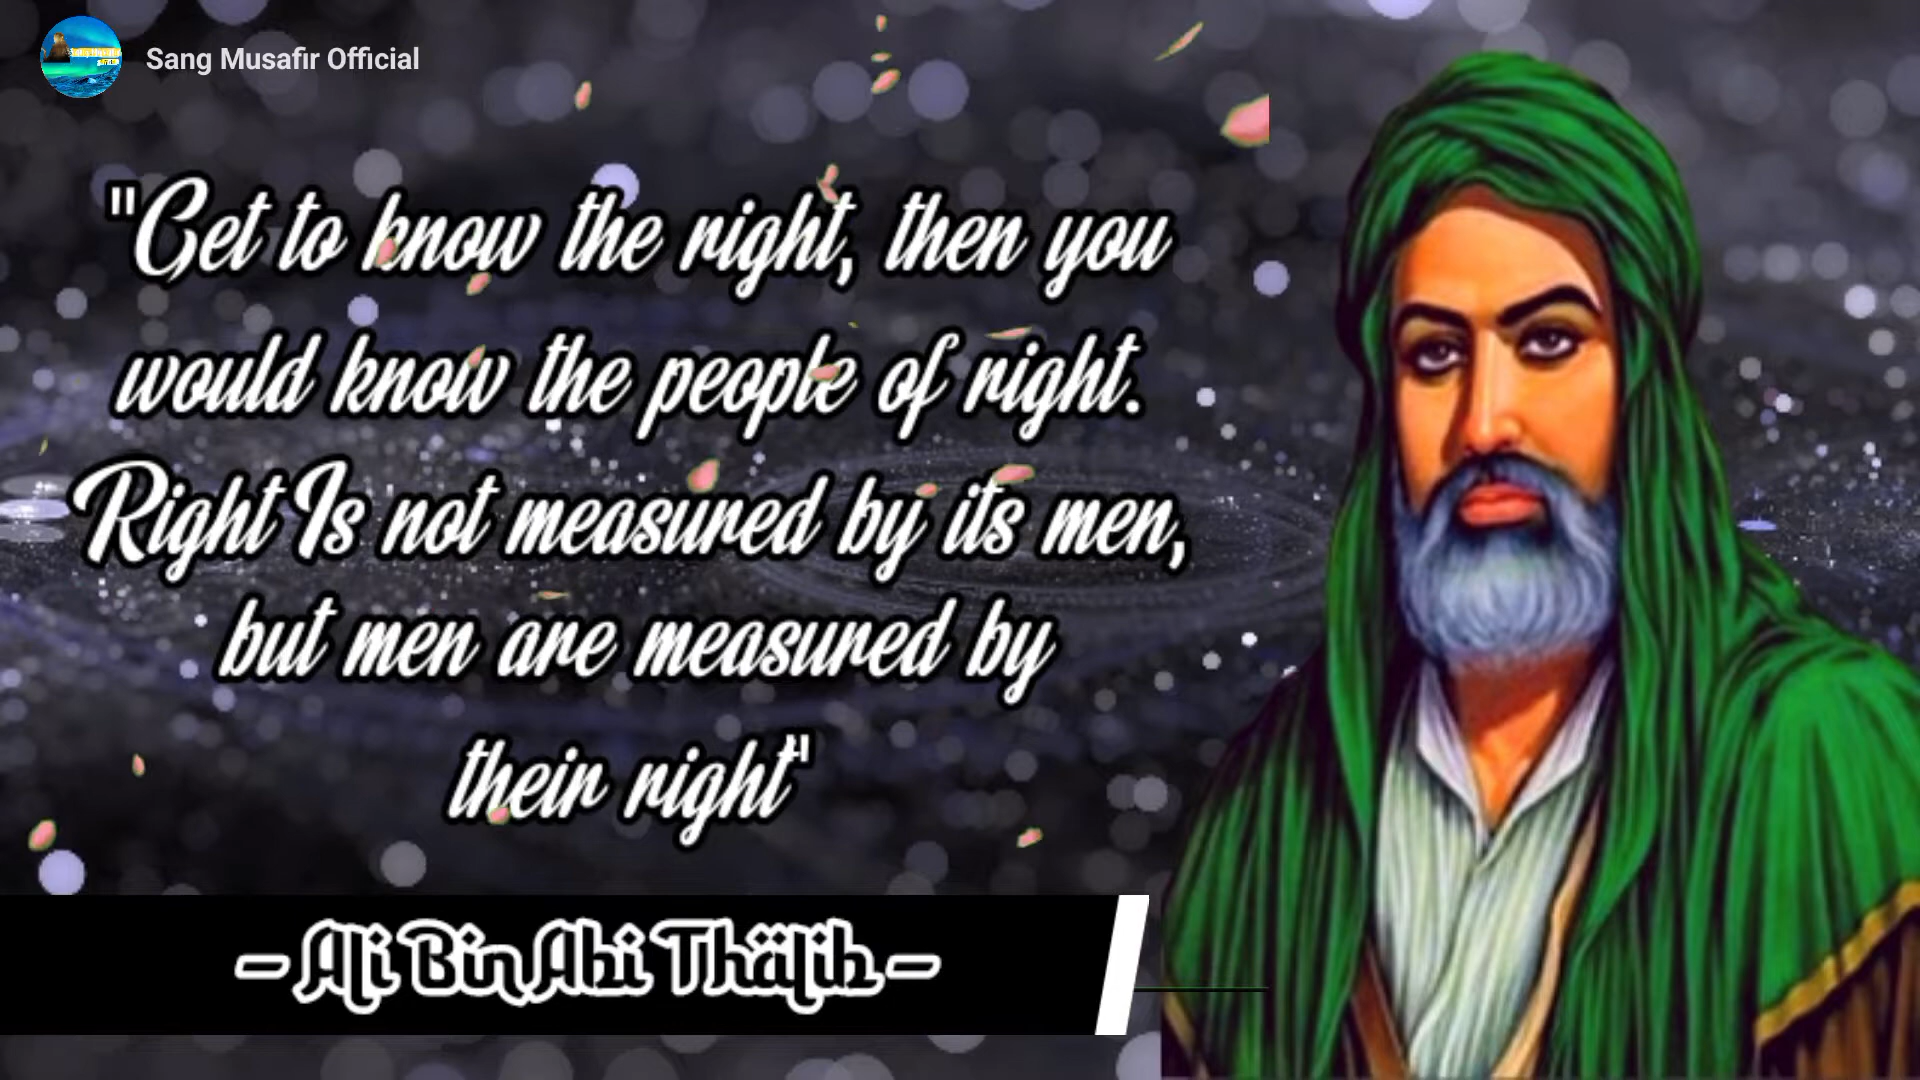 Sang Musafir Official
"Get to know the right, then you
would know the people of right.
Right Is not measured by its men,
but men are measured by
their right"
– Ali Bin Abi Thälib –